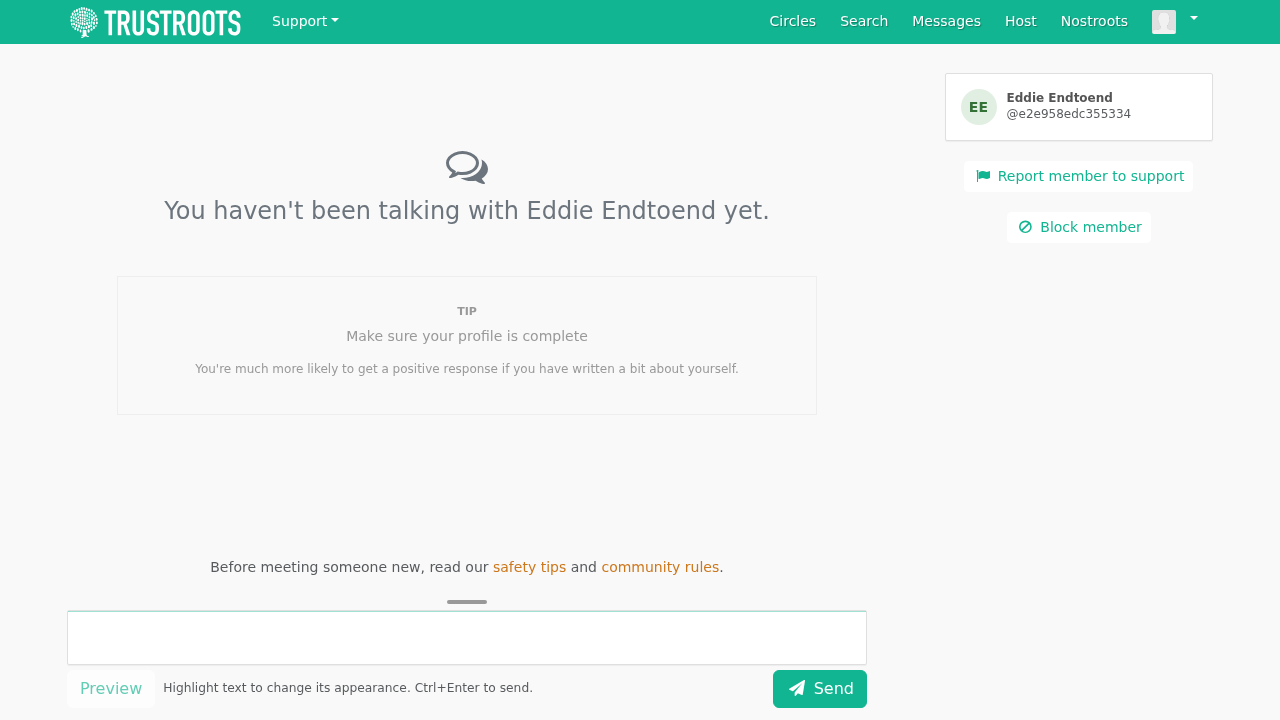 TRUSTROOTS
Support
Circles
Search
Messages
Host
Nostroots
You haven't been talking with Eddie Endtoend yet.
TIP
Make sure your profile is complete
You're much more likely to get a positive response if you have written a bit about yourself.
Before meeting someone new, read our safety tips and community rules.
Preview
Highlight text to change its appearance. Ctrl+Enter to send.
Send
EE
Eddie Endtoend
@e2e958edc355334
Report member to support
Block member